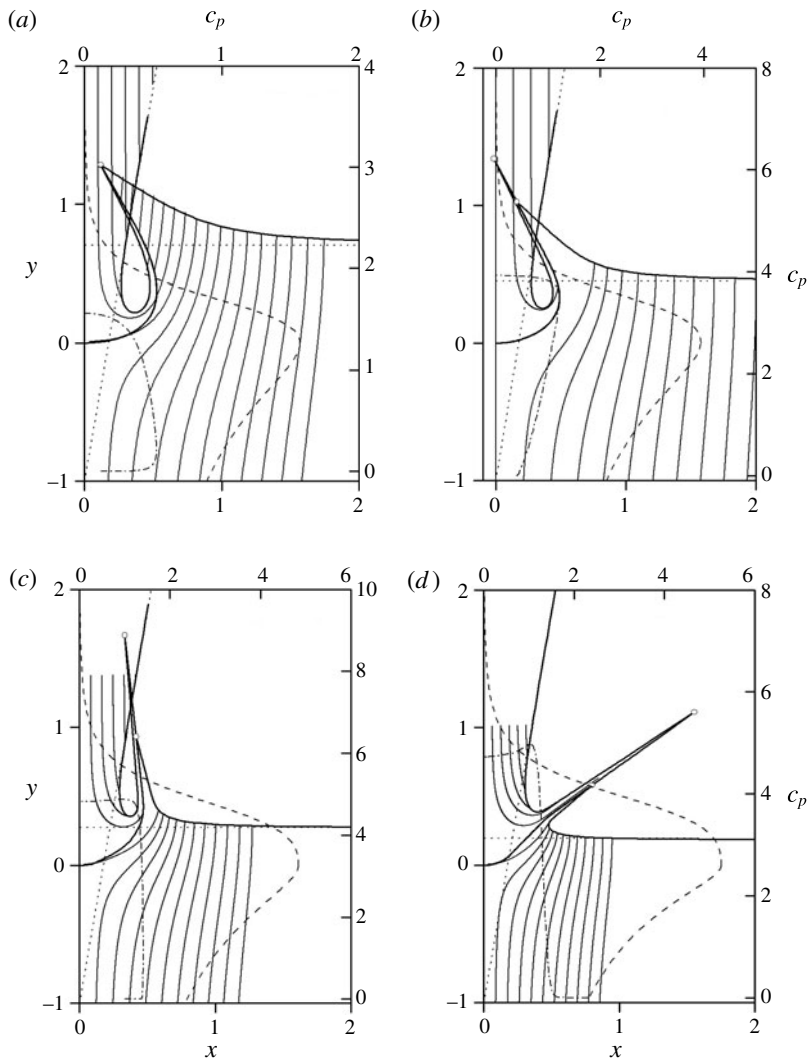 (a) c_p (b) c_p
0 1 2 0 2 4
2 4 2 8
3 6
1 1
y 2 y 4 c_p
0 1 0 2
0 0
−1 −1
0 1 2 0 1 2
(c) 0 2 4 6 (d) 0 2 4 6
2 10 2 8
8
1 6 1 6
y y 4 c_p
4
0 0 2
2
0 0
−1 −1
0 1 2 0 1 2
x x